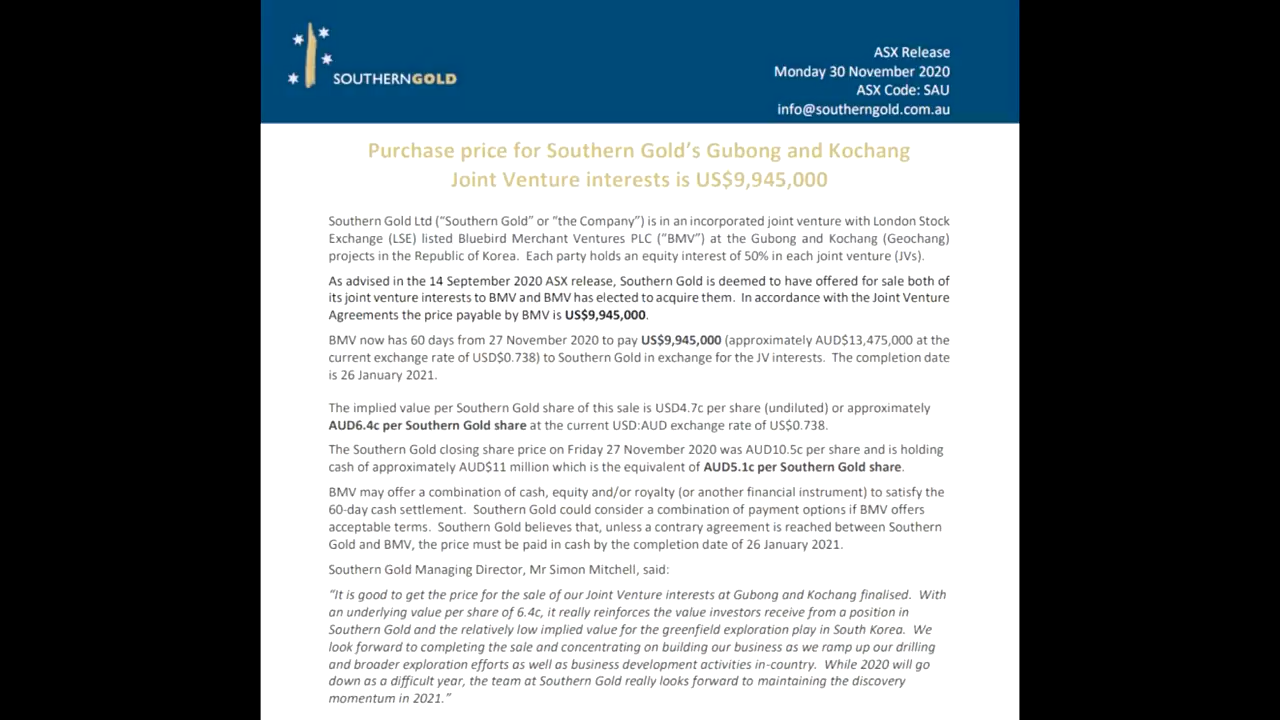 SOUTHERNGOLD
ASX Release
Monday 30 November 2020
ASX Code: SAU
info@southerngold.com.au
Purchase price for Southern Gold’s Gubong and Kochang
Joint Venture interests is US$9,945,000
Southern Gold Ltd (“Southern Gold” or “the Company”) is in an incorporated joint venture with London Stock
Exchange (LSE) listed Bluebird Merchant Ventures PLC (“BMV”) at the Gubong and Kochang (Geochang)
projects in the Republic of Korea. Each party holds an equity interest of 50% in each joint venture (JVs).
As advised in the 14 September 2020 ASX release, Southern Gold is deemed to have offered for sale both of
its joint venture interests to BMV and BMV has elected to acquire them. In accordance with the Joint Venture
Agreements the price payable by BMV is US$9,945,000.
BMV now has 60 days from 27 November 2020 to pay US$9,945,000 (approximately AUD$13,475,000 at the
current exchange rate of USD$0.738) to Southern Gold in exchange for the JV interests. The completion date
is 26 January 2021.
The implied value per Southern Gold share of this sale is USD4.7c per share (undiluted) or approximately
AUD6.4c per Southern Gold share at the current USD:AUD exchange rate of US$0.738.
The Southern Gold closing share price on Friday 27 November 2020 was AUD10.5c per share and is holding
cash of approximately AUD$11 million which is the equivalent of AUD5.1c per Southern Gold share.
BMV may offer a combination of cash, equity and/or royalty (or another financial instrument) to satisfy the
60-day cash settlement. Southern Gold could consider a combination of payment options if BMV offers
acceptable terms. Southern Gold believes that, unless a contrary agreement is reached between Southern
Gold and BMV, the price must be paid in cash by the completion date of 26 January 2021.
Southern Gold Managing Director, Mr Simon Mitchell, said:
“It is good to get the price for the sale of our Joint Venture interests at Gubong and Kochang finalised. With
an underlying value per share of 6.4c, it really reinforces the value investors receive from a position in
Southern Gold and the relatively low implied value for the greenfield exploration play in South Korea. We
look forward to completing the sale and concentrating on building our business as we ramp up our drilling
and broader exploration efforts as well as business development activities in-country. While 2020 will go
down as a difficult year, the team at Southern Gold really looks forward to maintaining the discovery
momentum in 2021.”